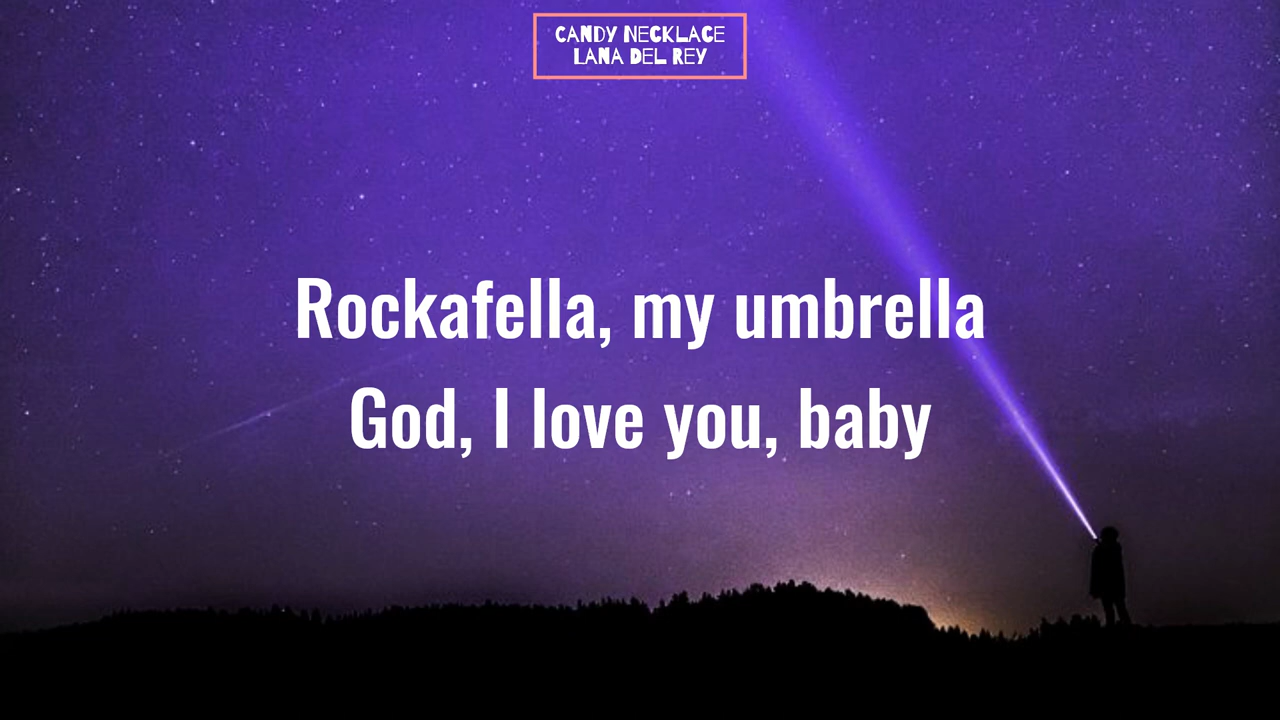 CANDY NECKLACE
LANA DEL REY
Rockafella, my umbrella
God, I love you, baby